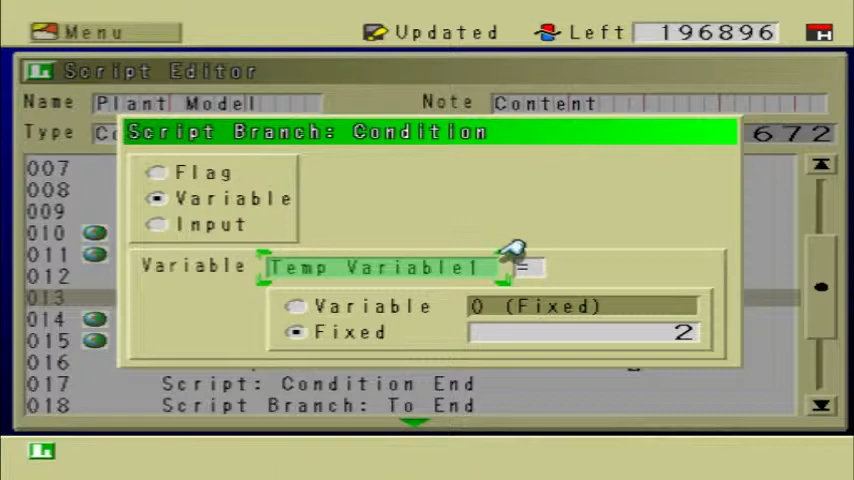 Menu Updated Left 196896
Script Editor
Name Plant Model Note Content
Type Co 672
Script Branch: Condition
007
Flag
008
Variable
009
Input
010
011
Variable Temp Variable1 =
012
013
Variable 0 (Fixed)
014
Fixed 2
015
016
017 Script: Condition End
018 Script Branch: To End